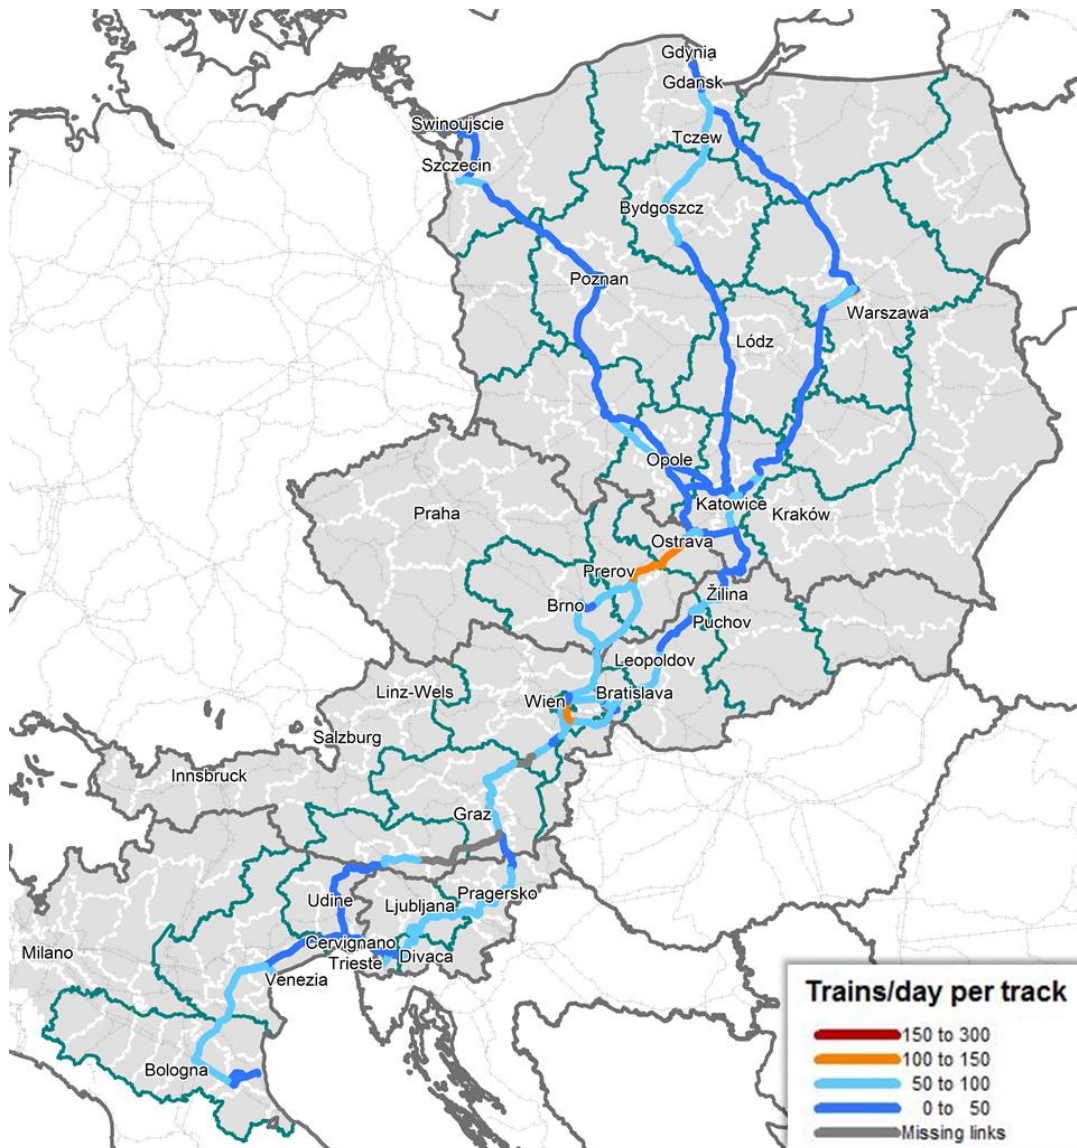 Gdynia
Gdańsk
Swinoujscie
Tczew
Szczecin
Bydgoszcz
Poznan
Warszawa
Lódz
Opole
Katowice
Kraków
Praha
Ostrava
Prerov
Žilina
Brno
Puchov
Leopoldov
Linz-Wels
Bratislava
Wien
Salzburg
Innsbruck
Graz
Pragersko
Udine
Ljubljana
Cervignano
Milano
Trieste
Divaca
Venezia
Bologna
Trains/day per track
150 to 300
100 to 150
50 to 100
0 to 50
Missing links